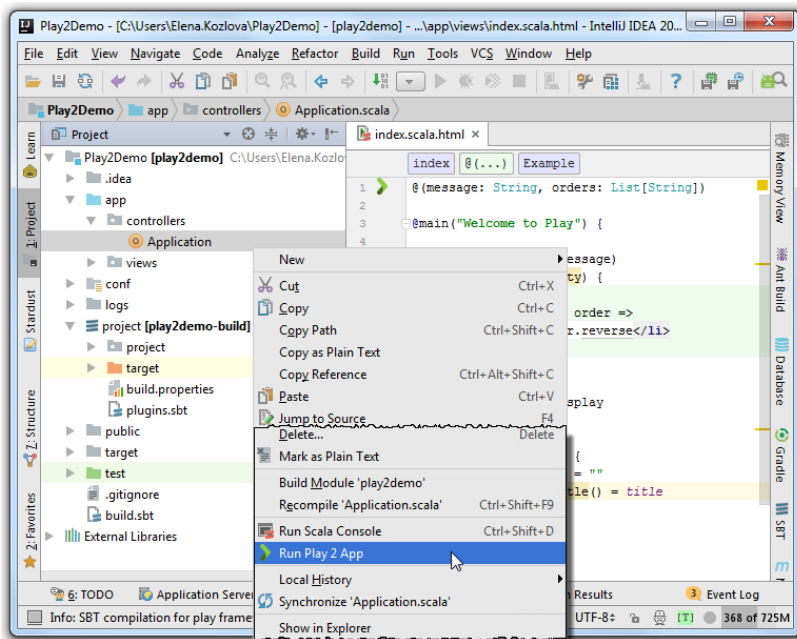 Play2Demo - [C:\Users\Elena.Kozlova\Play2Demo] - [play2demo] - ...\app\views\index.scala.html - IntelliJ IDEA 20...
File Edit View Navigate Code Analyze Refactor Build Run Tools VCS Window Help
Play2Demo app controllers Application.scala
Project
index.scala.html
Learn
1: Project
Stardust
7: Structure
2: Favorites
Play2Demo [play2demo] C:\Users\Elena.Kozlo
.idea
app
controllers
Application
views
conf
logs
project [play2demo-build]
project
target
build.properties
plugins.sbt
public
target
test
.gitignore
build.sbt
External Libraries
index @(...) Example
1 @(message: String, orders: List[String])
2
3 @main("Welcome to Play") {
4
essage)
ty) {
order =>
r.reverse</li>
splay
{
= ""
tle() = title
New
Cut Ctrl+X
Copy Ctrl+C
Copy Path Ctrl+Shift+C
Copy as Plain Text
Copy Reference Ctrl+Alt+Shift+C
Paste Ctrl+V
Jump to Source F4
Delete... Delete
Mark as Plain Text
Build Module 'play2demo'
Recompile 'Application.scala' Ctrl+Shift+F9
Run Scala Console Ctrl+Shift+D
Run Play 2 App
Local History
Synchronize 'Application.scala'
Show in Explorer
Memory View
Ant Build
Database
Gradle
SBT
m
6: TODO Application Server
Results 3 Event Log
Info: SBT compilation for play frame
UTF-8 [T] 368 of 725M